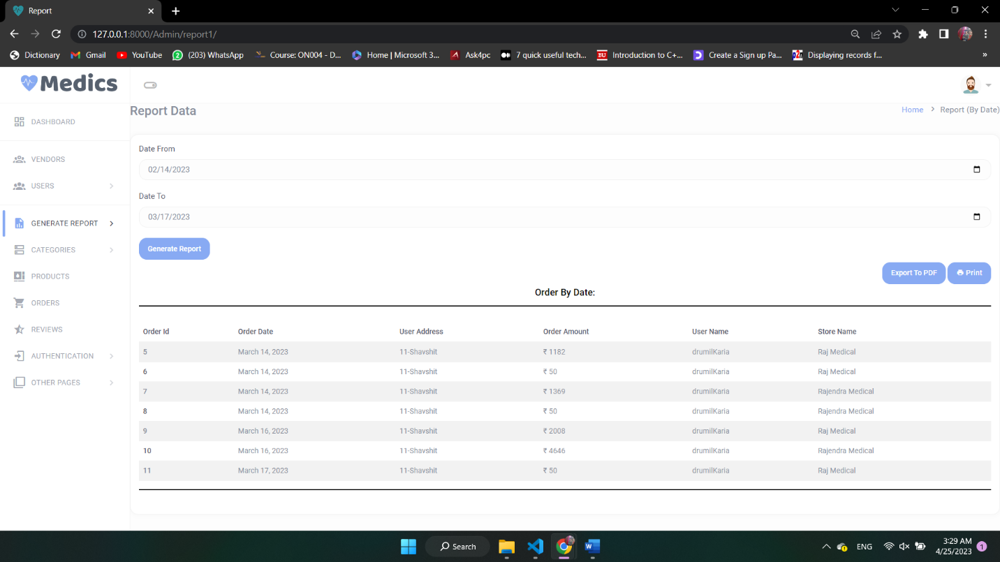 Report
127.0.0.1:8000/Admin/report1/
Dictionary Gmail YouTube (203) WhatsApp Course: ON004 - D... Home | Microsoft 3... Ask4pc 7 quick useful tech... BU Introduction to C+... Create a Sign up Pa... Displaying records f... »
Medics
Report Data
Home > Report (By Date)
DASHBOARD
VENDORS
USERS
GENERATE REPORT
CATEGORIES
PRODUCTS
ORDERS
REVIEWS
AUTHENTICATION
OTHER PAGES
Date From
02/14/2023
Date To
03/17/2023
Generate Report
Export To PDF Print
Order By Date:
Order Id Order Date User Address Order Amount User Name Store Name
5 March 14, 2023 11-Shavshit ₹ 1182 drumilKaria Raj Medical
6 March 14, 2023 11-Shavshit ₹ 50 drumilKaria Raj Medical
7 March 14, 2023 11-Shavshit ₹ 1369 drumilKaria Rajendra Medical
8 March 14, 2023 11-Shavshit ₹ 50 drumilKaria Rajendra Medical
9 March 16, 2023 11-Shavshit ₹ 2008 drumilKaria Raj Medical
10 March 16, 2023 11-Shavshit ₹ 4646 drumilKaria Rajendra Medical
11 March 17, 2023 11-Shavshit ₹ 50 drumilKaria Raj Medical
Search
ENG
3:29 AM
4/25/2023
1